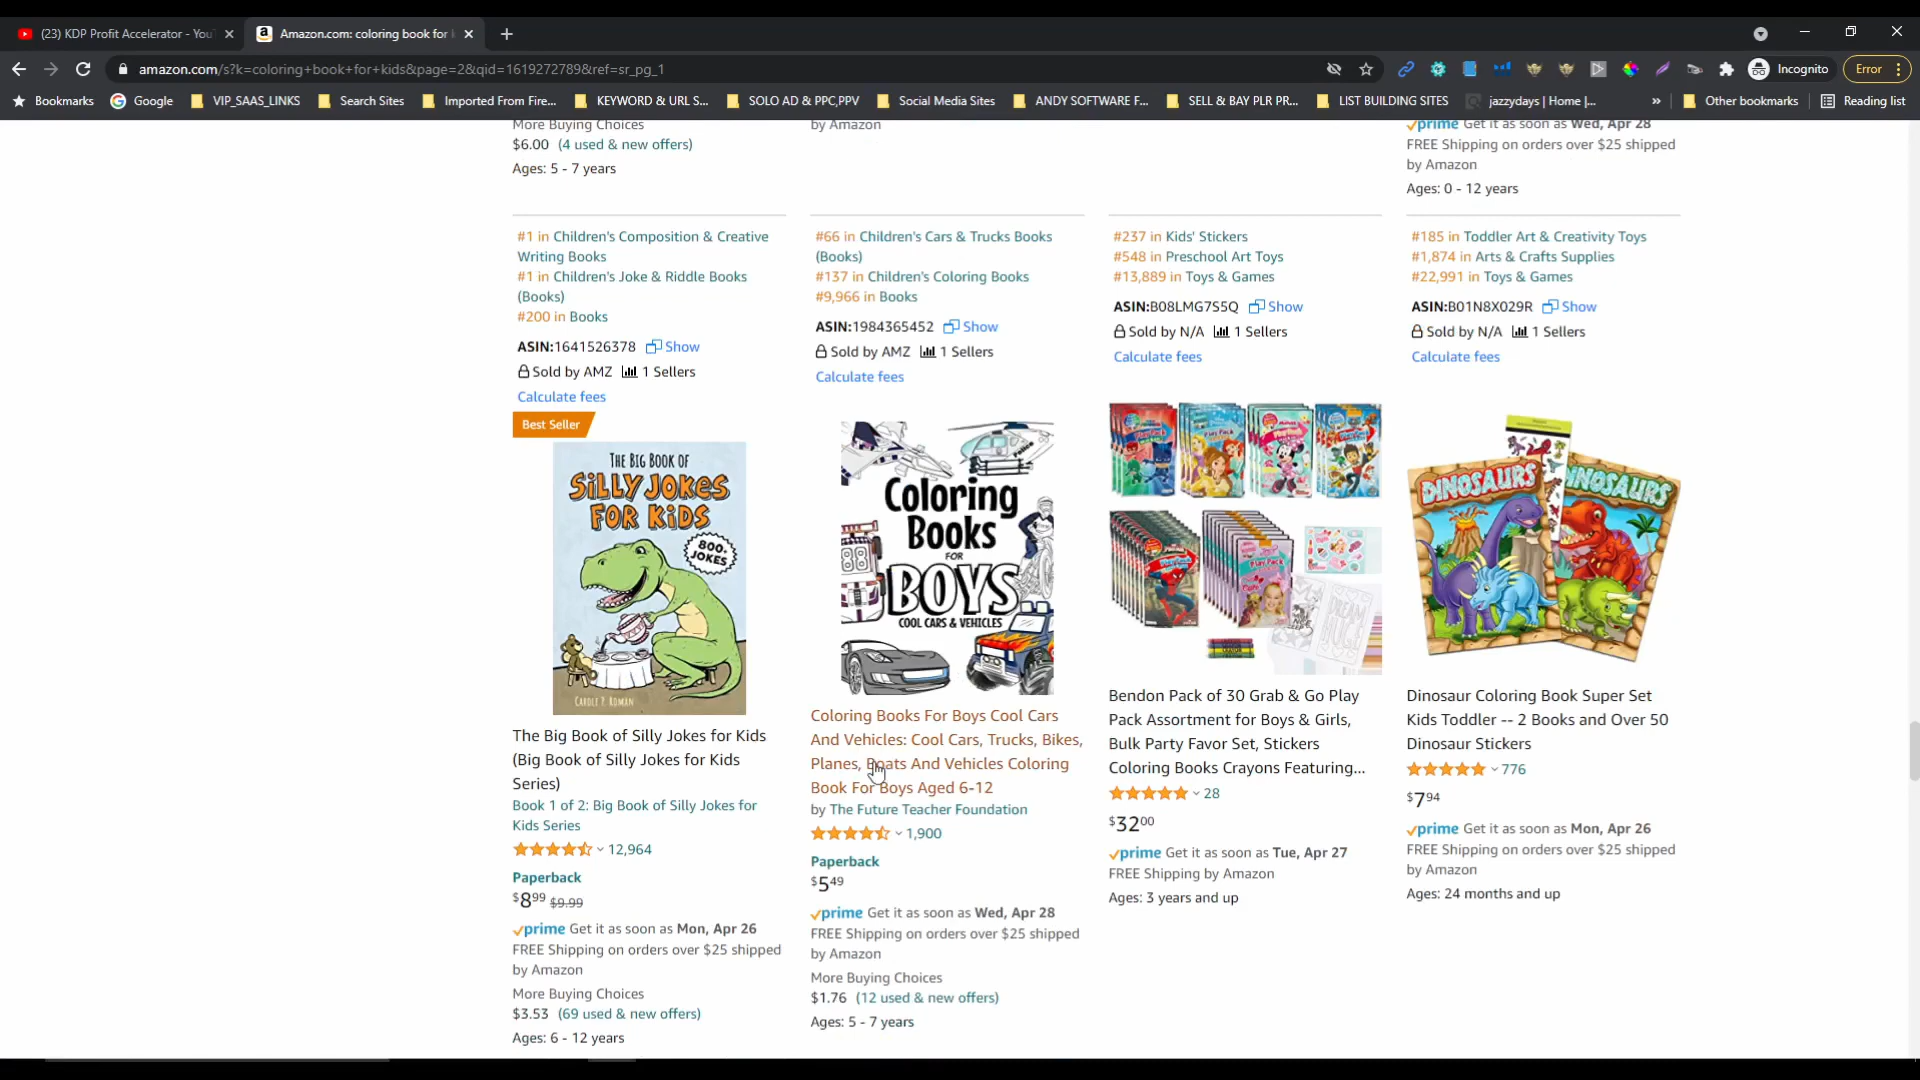 (23) KDP Profit Accelerator - You
Amazon.com: coloring book for k
amazon.com/s?k=coloring+book+for+kids&page=2&qid=1619272789&ref=sr_pg_1
Incognito
Error
Bookmarks
Google
VIP_SAAS_LINKS
Search Sites
Imported From Fire...
KEYWORD & URL S...
SOLO AD & PPC,PPV
Social Media Sites
ANDY SOFTWARE F...
SELL & BAY PLR PR...
LIST BUILDING SITES
jazzydays | Home |...
»
Other bookmarks
Reading list
More Buying Choices
$6.00 (4 used & new offers)
Ages: 5 - 7 years
by Amazon
prime Get it as soon as Wed, Apr 28
FREE Shipping on orders over $25 shipped
by Amazon
Ages: 0 - 12 years
#1 in Children's Composition & Creative
Writing Books
#1 in Children's Joke & Riddle Books
(Books)
#200 in Books
ASIN:1641526378 Show
Sold by AMZ 1 Sellers
Calculate fees
Best Seller
THE BIG BOOK OF
SILLY JOKES
FOR KIDS
800+
JOKES
CAROLE P. ROMAN
The Big Book of Silly Jokes for Kids
(Big Book of Silly Jokes for Kids
Series)
Book 1 of 2: Big Book of Silly Jokes for
Kids Series
12,964
Paperback
$8.99 $9.99
prime Get it as soon as Mon, Apr 26
FREE Shipping on orders over $25 shipped
by Amazon
More Buying Choices
$3.53 (69 used & new offers)
Ages: 6 - 12 years
#66 in Children's Cars & Trucks Books
(Books)
#137 in Children's Coloring Books
#9,966 in Books
ASIN:1984365452 Show
Sold by AMZ 1 Sellers
Calculate fees
POLICE
Coloring
Books
FOR
BOYS
COOL CARS & VEHICLES
88
Coloring Books For Boys Cool Cars
And Vehicles: Cool Cars, Trucks, Bikes,
Planes, Boats And Vehicles Coloring
Book For Boys Aged 6-12
by The Future Teacher Foundation
1,900
Paperback
$5.49
prime Get it as soon as Wed, Apr 28
FREE Shipping on orders over $25 shipped
by Amazon
More Buying Choices
$1.76 (12 used & new offers)
Ages: 5 - 7 years
#237 in Kids' Stickers
#548 in Preschool Art Toys
#13,889 in Toys & Games
ASIN:B08LMG7S5Q Show
Sold by N/A 1 Sellers
Calculate fees
Bendon Pack of 30 Grab & Go Play
Pack Assortment for Boys & Girls,
Bulk Party Favor Set, Stickers
Coloring Books Crayons Featuring...
28
$32.00
prime Get it as soon as Tue, Apr 27
FREE Shipping by Amazon
Ages: 3 years and up
#185 in Toddler Art & Creativity Toys
#1,874 in Arts & Crafts Supplies
#22,991 in Toys & Games
ASIN:B01N8X029R Show
Sold by N/A 1 Sellers
Calculate fees
DINOSAURS
DINOSAURS
Dinosaur Coloring Book Super Set
Kids Toddler -- 2 Books and Over 50
Dinosaur Stickers
776
$7.94
prime Get it as soon as Mon, Apr 26
FREE Shipping on orders over $25 shipped
by Amazon
Ages: 24 months and up